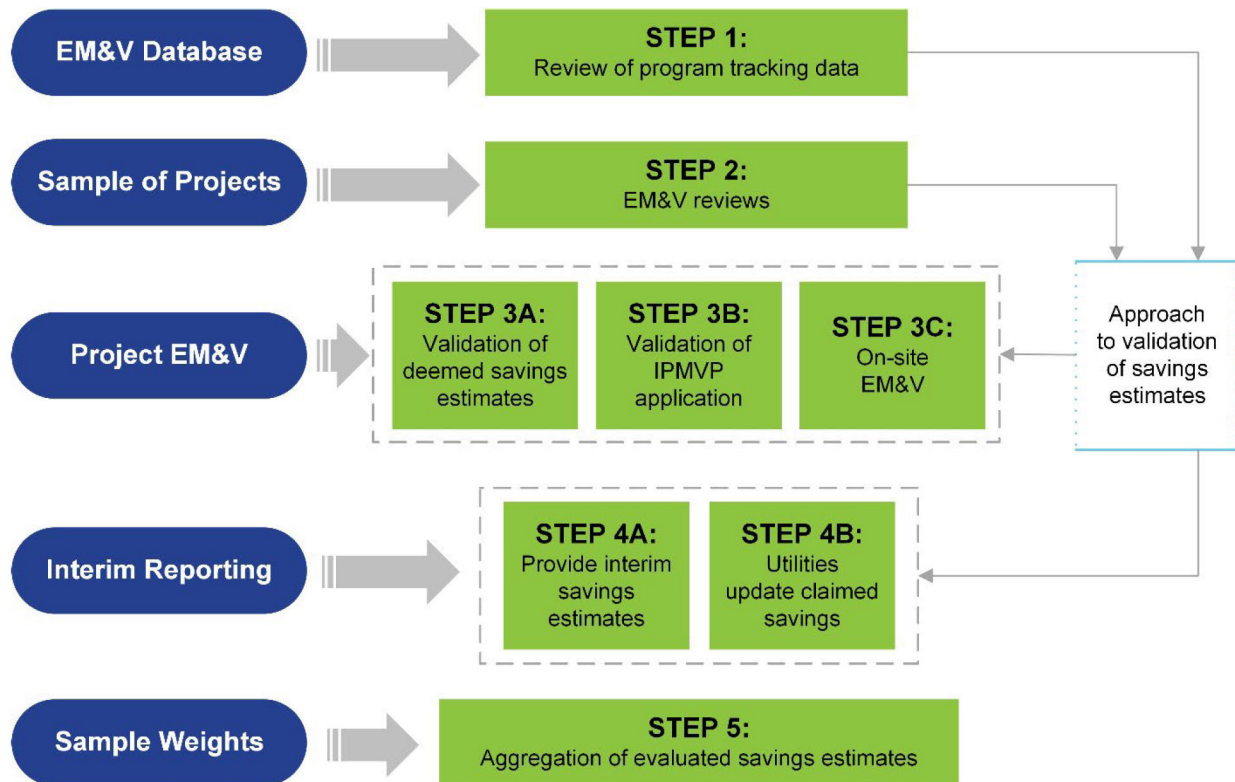 EM&V Database
STEP 1:
Review of program tracking data
Sample of Projects
STEP 2:
EM&V reviews
Project EM&V
STEP 3A:
Validation of
deemed savings
estimates
STEP 3B:
Validation of
IPMVP
application
STEP 3C:
On-site
EM&V
Approach
to validation
of savings
estimates
Interim Reporting
STEP 4A:
Provide interim
savings
estimates
STEP 4B:
Utilities
update claimed
savings
Sample Weights
STEP 5:
Aggregation of evaluated savings estimates